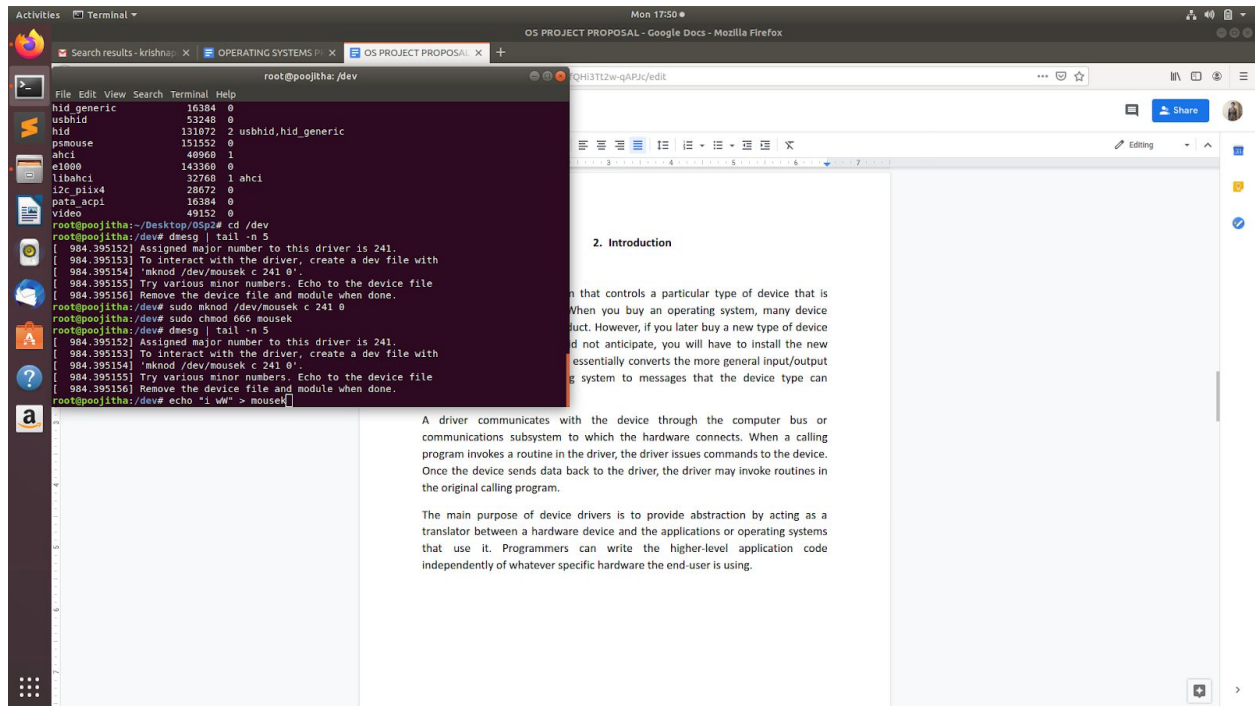 Activities
Terminal
Mon 17:50
OS PROJECT PROPOSAL - Google Docs - Mozilla Firefox
Search results - krishnap
OPERATING SYSTEMS P
OS PROJECT PROPOSAL
root@poojitha: /dev
QHi3Tt2w-qAPJc/edit
File Edit View Search Terminal Help
Share
Editing
hid_generic 16384 0
usbhid 53248 0
hid 131072 2 usbhid,hid_generic
psmouse 151552 0
ahci 40960 1
e1000 143360 0
libahci 32768 1 ahci
i2c_piix4 28672 0
pata_acpi 16384 0
video 49152 0
root@poojitha:~/Desktop/OSp2# cd /dev
root@poojitha:/dev# dmesg | tail -n 5
[ 984.395152] Assigned major number to this driver is 241.
[ 984.395153] To interact with the driver, create a dev file with
[ 984.395154] 'mknod /dev/mousek c 241 0'.
[ 984.395155] Try various minor numbers. Echo to the device file
[ 984.395156] Remove the device file and module when done.
root@poojitha:/dev# sudo mknod /dev/mousek c 241 0
root@poojitha:/dev# sudo chmod 666 mousek
root@poojitha:/dev# dmesg | tail -n 5
[ 984.395152] Assigned major number to this driver is 241.
[ 984.395153] To interact with the driver, create a dev file with
[ 984.395154] 'mknod /dev/mousek c 241 0'.
[ 984.395155] Try various minor numbers. Echo to the device file
[ 984.395156] Remove the device file and module when done.
root@poojitha:/dev# echo "i wW" > mousek
3 4 5 6 7
2. Introduction
that controls a particular type of device that is
When you buy an operating system, many device
However, if you later buy a new type of device
not anticipate, you will have to install the new
essentially converts the more general input/output
system to messages that the device type can
A driver communicates with the device through the computer bus or
communications subsystem to which the hardware connects. When a calling
program invokes a routine in the driver, the driver issues commands to the device.
Once the device sends data back to the driver, the driver may invoke routines in
the original calling program.
The main purpose of device drivers is to provide abstraction by acting as a
translator between a hardware device and the applications or operating systems
that use it. Programmers can write the higher-level application code
independently of whatever specific hardware the end-user is using.